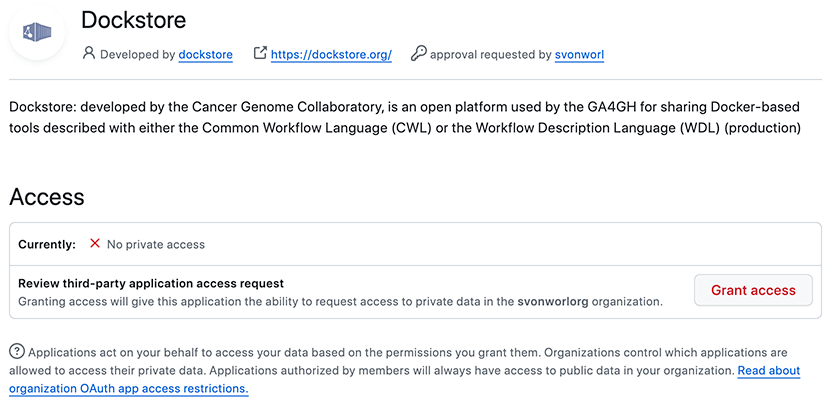 Dockstore
Developed by dockstore https://dockstore.org/ approval requested by svonworl
Dockstore: developed by the Cancer Genome Collaboratory, is an open platform used by the GA4GH for sharing Docker-based
tools described with either the Common Workflow Language (CWL) or the Workflow Description Language (WDL) (production)
Access
Currently: No private access
Review third-party application access request
Granting access will give this application the ability to request access to private data in the svonworlorg organization.
Grant access
Applications act on your behalf to access your data based on the permissions you grant them. Organizations control which applications are
allowed to access their private data. Applications authorized by members will always have access to public data in your organization. Read about
organization OAuth app access restrictions.